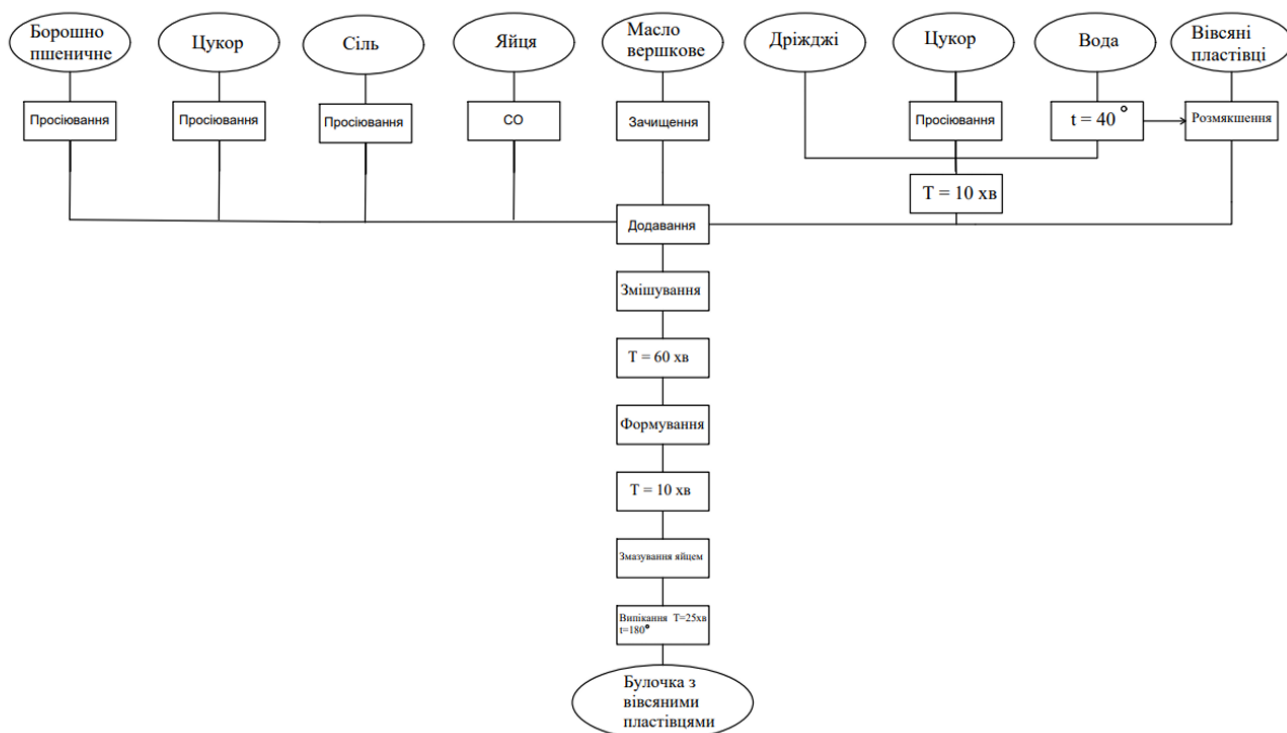 Борошно
пшеничне
Цукор
Сіль
Яйця
Масло
вершкове
Дріжджі
Цукор
Вода
Вівсяні
пластівці
Просіювання
Просіювання
Просіювання
СО
Зачищення
Просіювання
t = 40°
Розмякшення
T = 10 хв
Додавання
Змішування
T = 60 хв
Формування
T = 10 хв
Змазування яйцем
Випікання T=25хв
t=180°
Булочка з
вівсяними
пластівцями